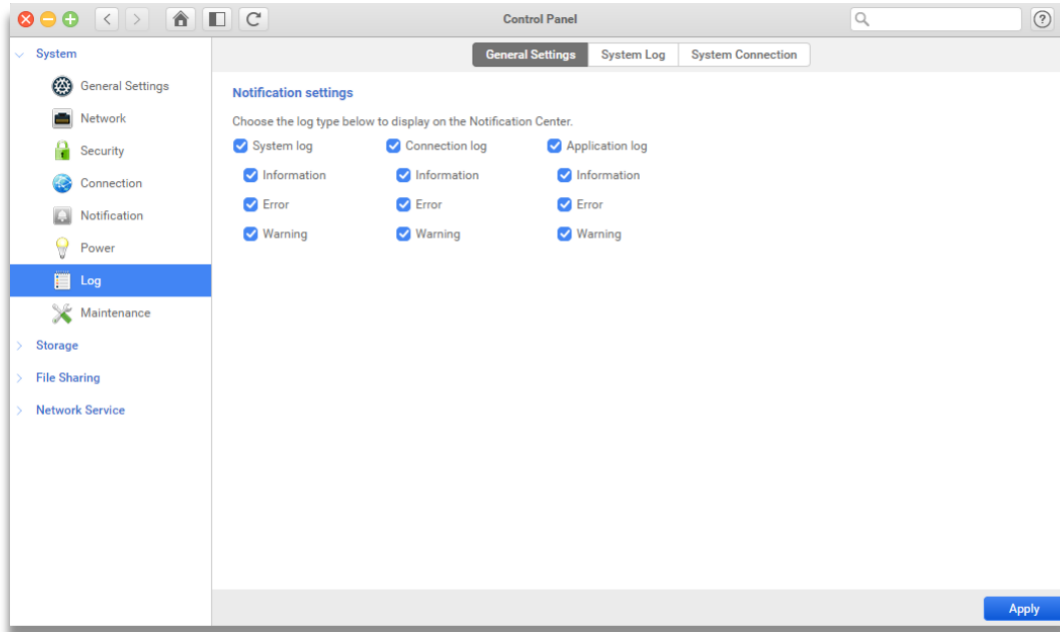 Control Panel
?
System
General Settings
Network
Security
Connection
Notification
Power
Log
Maintenance
Storage
File Sharing
Network Service
General Settings System Log System Connection
Notification settings
Choose the log type below to display on the Notification Center.
System log Connection log Application log
Information Information Information
Error Error Error
Warning Warning Warning
Apply